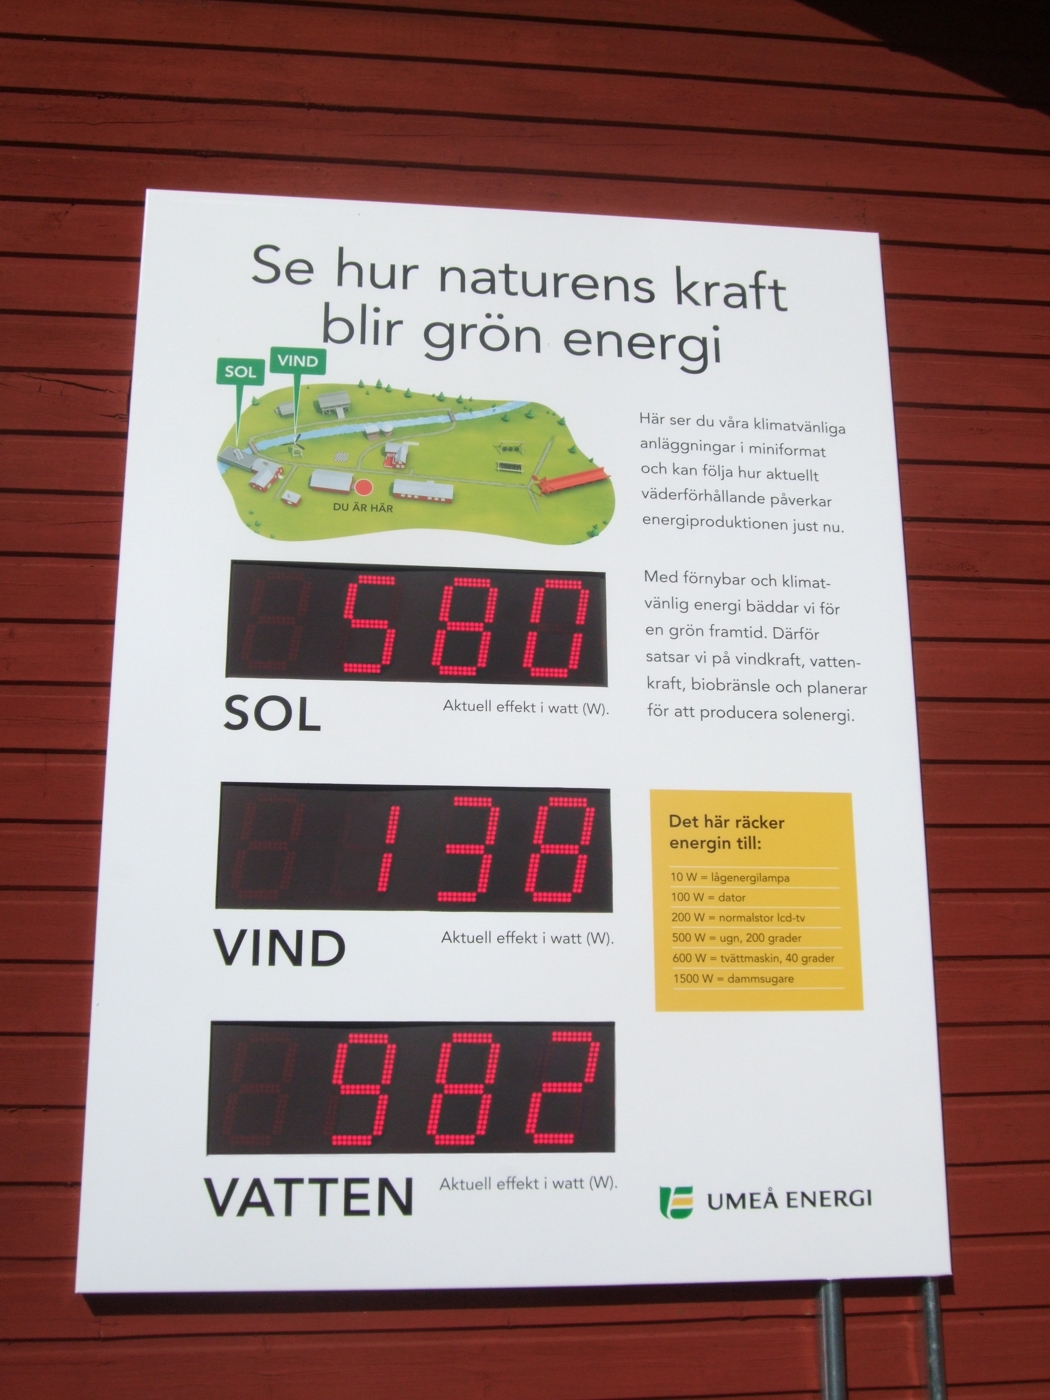 Se hur naturens kraft
blir grön energi
SOL
VIND
DU ÄR HÄR
Här ser du våra klimatvänliga
anläggningar i miniformat
och kan följa hur aktuellt
väderförhållande påverkar
energiproduktionen just nu.
Med förnybar och klimat-
vänlig energi bäddar vi för
en grön framtid. Därför
satsar vi på vindkraft, vatten-
kraft, biobränsle och planerar
för att producera solenergi.
580
SOL
Aktuell effekt i watt (W).
138
VIND
Aktuell effekt i watt (W).
982
VATTEN
Aktuell effekt i watt (W).
Det här räcker
energin till:
10 W = lågenergilampa
100 W = dator
200 W = normalstor lcd-tv
500 W = ugn, 200 grader
600 W = tvättmaskin, 40 grader
1500 W = dammsugare
UMEÅ ENERGI